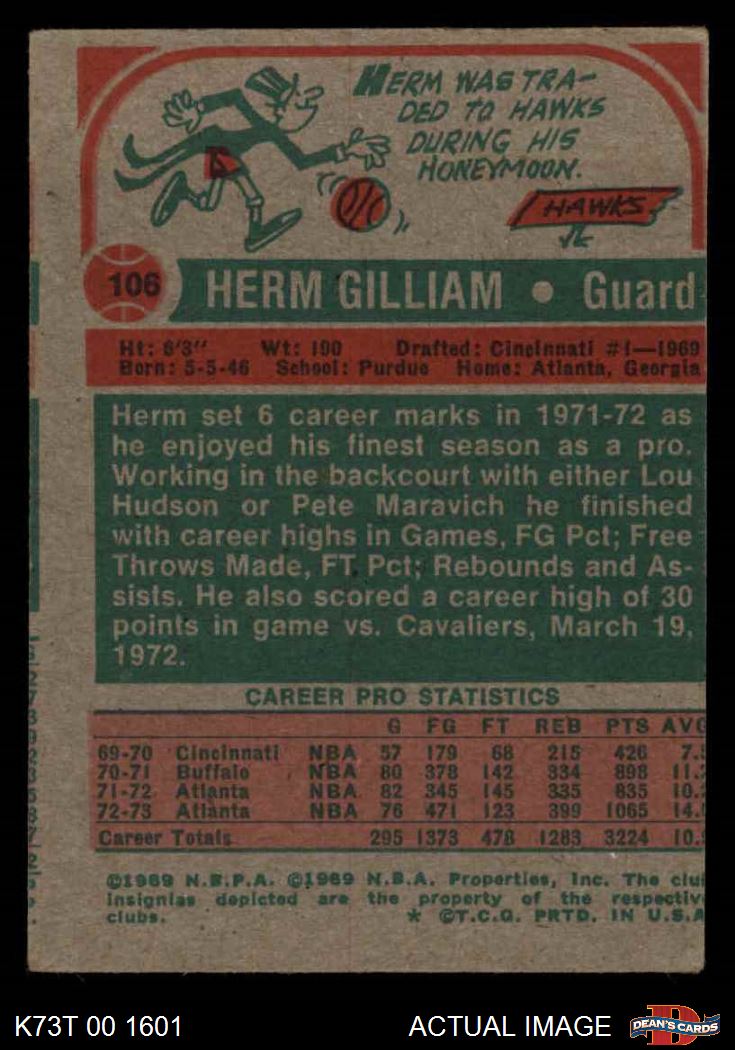 HERM WAS TRA-
DED TO HAWKS
DURING HIS
HONEYMOON.
HAWKS
106 HERM GILLIAM • Guard
Ht: 6'3" Wt: 190 Drafted: Cincinnati #1—1969
Born: 5-5-46 School: Purdue Home: Atlanta, Georgia
Herm set 6 career marks in 1971-72 as
he enjoyed his finest season as a pro.
Working in the backcourt with either Lou
Hudson or Pete Maravich he finished
with career highs in Games, FG Pct; Free
Throws Made, FT Pct; Rebounds and As-
sists. He also scored a career high of 30
points in game vs. Cavaliers, March 19,
1972.
CAREER PRO STATISTICS
G FG FT REB PTS AVG
69-70 Cincinnati NBA 57 179 68 215 426 7.
70-71 Buffalo NBA 80 378 142 334 898 11.
71-72 Atlanta NBA 82 345 145 335 835 10.
72-73 Atlanta NBA 76 471 123 399 1065 14.
Career Totals 295 1373 478 1283 3224 10.
©1969 N.B.P.A. ©1969 N.B.A. Properties, Inc. The clu
insignias depicted are the property of the respectiv
clubs. * ©T.C.G. PRTD. IN U.S.A
K73T 00 1601 ACTUAL IMAGE DEAN'S CARDS